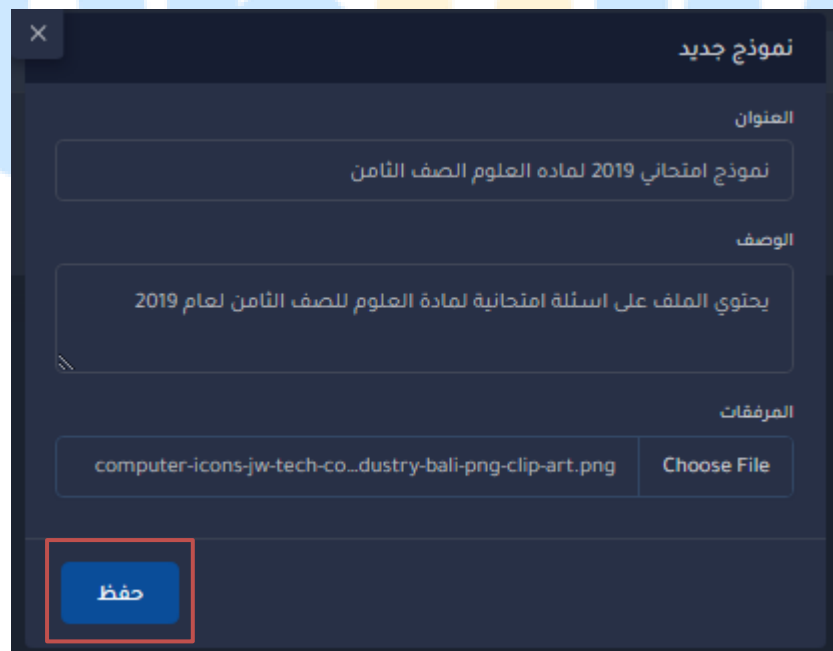 نموذج جديد
العنوان
نموذج امتحاني 2019 لماده العلوم الصف الثامن
الوصف
يحتوي الملف على اسئلة امتحانية لمادة العلوم للصف الثامن لعام 2019
المرفقات
Choose File computer-icons-jw-tech-co...dustry-bali-png-clip-art.png
حفظ